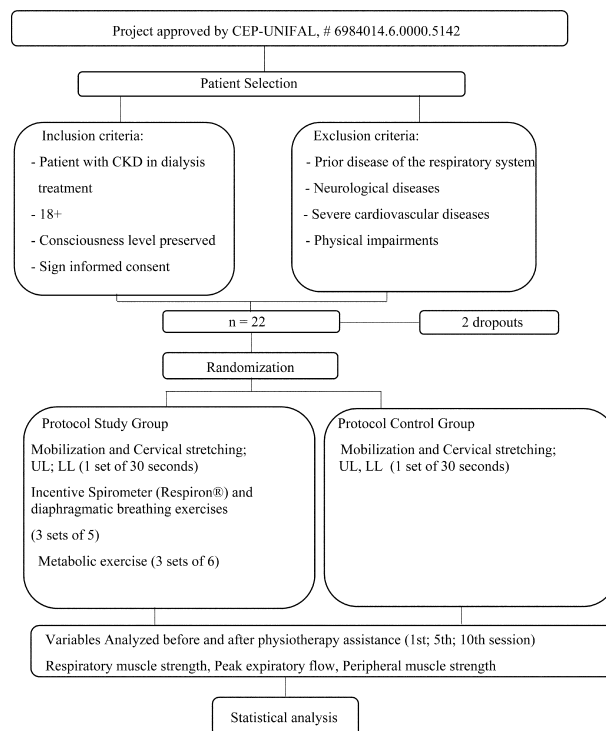 Project approved by CEP-UNIFAL, # 6984014.6.0000.5142
Patient Selection
Inclusion criteria:
- Patient with CKD in dialysis
treatment
- 18+
- Consciousness level preserved
- Sign informed consent
Exclusion criteria:
- Prior disease of the respiratory system
- Neurological diseases
- Severe cardiovascular diseases
- Physical impairments
n = 22
2 dropouts
Randomization
Protocol Study Group
Mobilization and Cervical stretching;
UL; LL (1 set of 30 seconds)
Incentive Spirometer (Respiron®) and
diaphragmatic breathing exercises
(3 sets of 5)
Metabolic exercise (3 sets of 6)
Protocol Control Group
Mobilization and Cervical stretching;
UL, LL (1 set of 30 seconds)
Variables Analyzed before and after physiotherapy assistance (1st; 5th; 10th session)
Respiratory muscle strength, Peak expiratory flow, Peripheral muscle strength
Statistical analysis